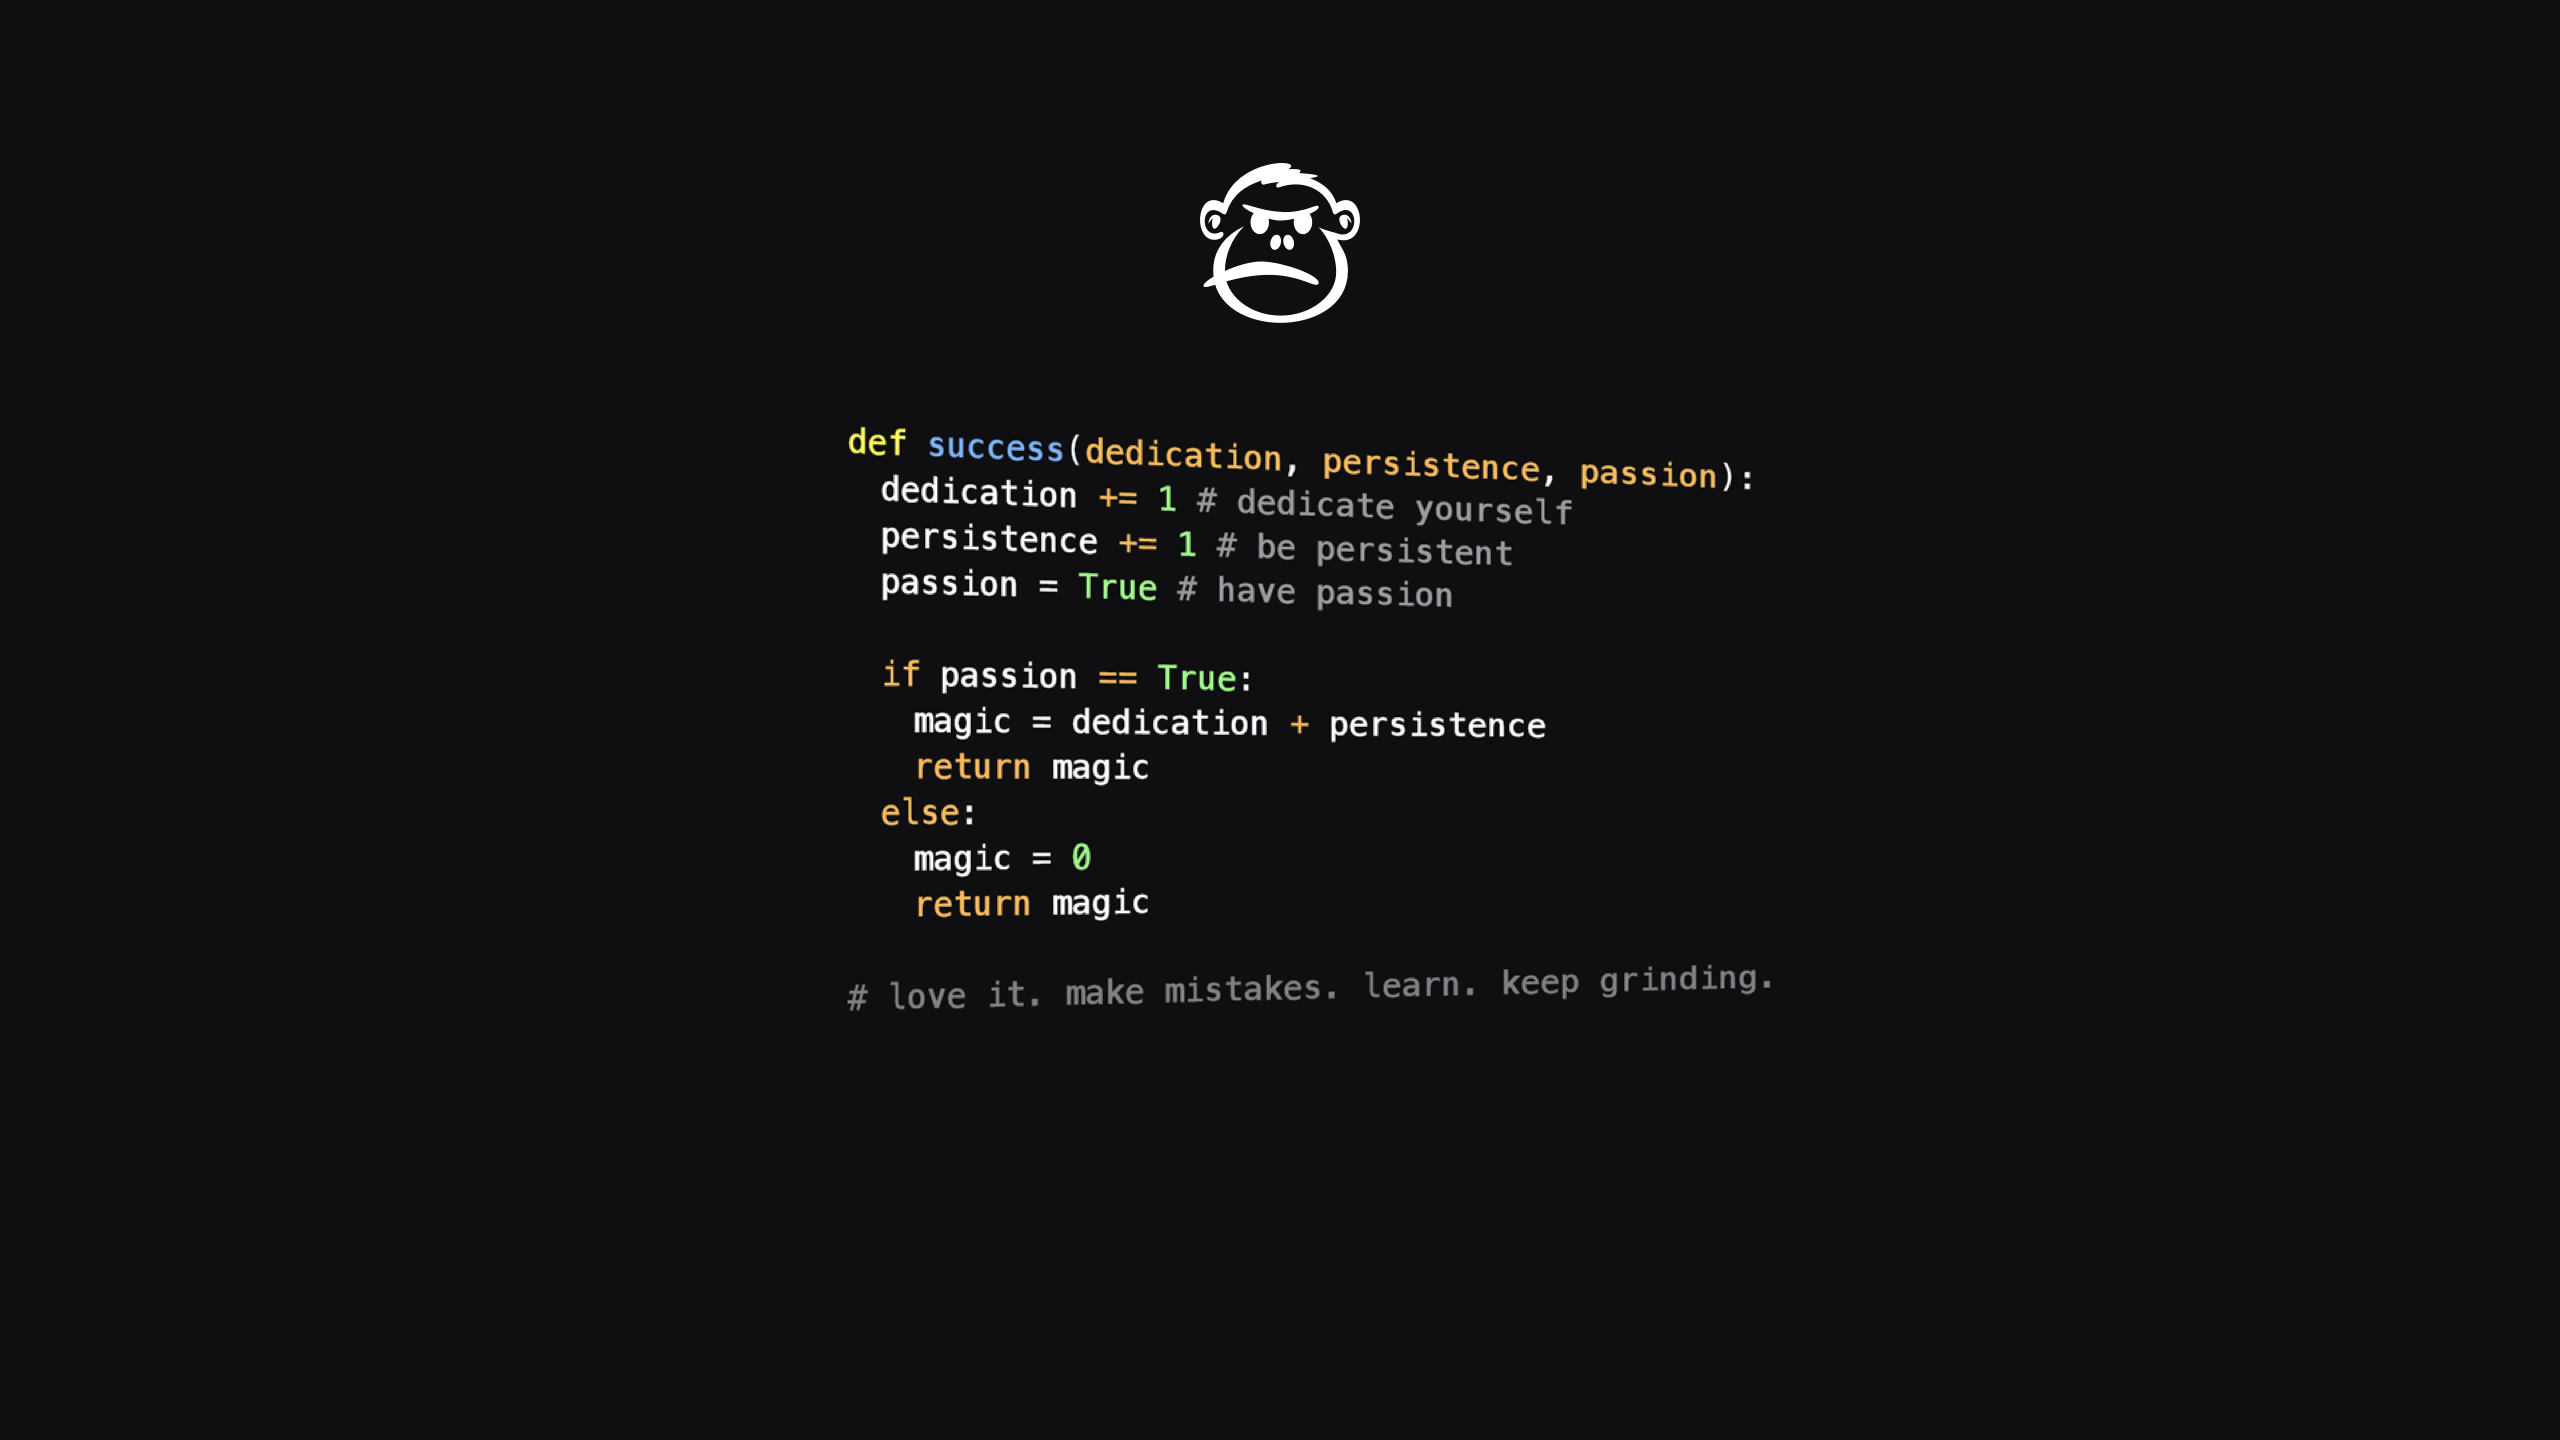 def success(dedication, persistence, passion):
  dedication += 1 # dedicate yourself
  persistence += 1 # be persistent
  passion = True # have passion

  if passion == True:
    magic = dedication + persistence
    return magic
  else:
    magic = 0
    return magic

# love it. make mistakes. learn. keep grinding.